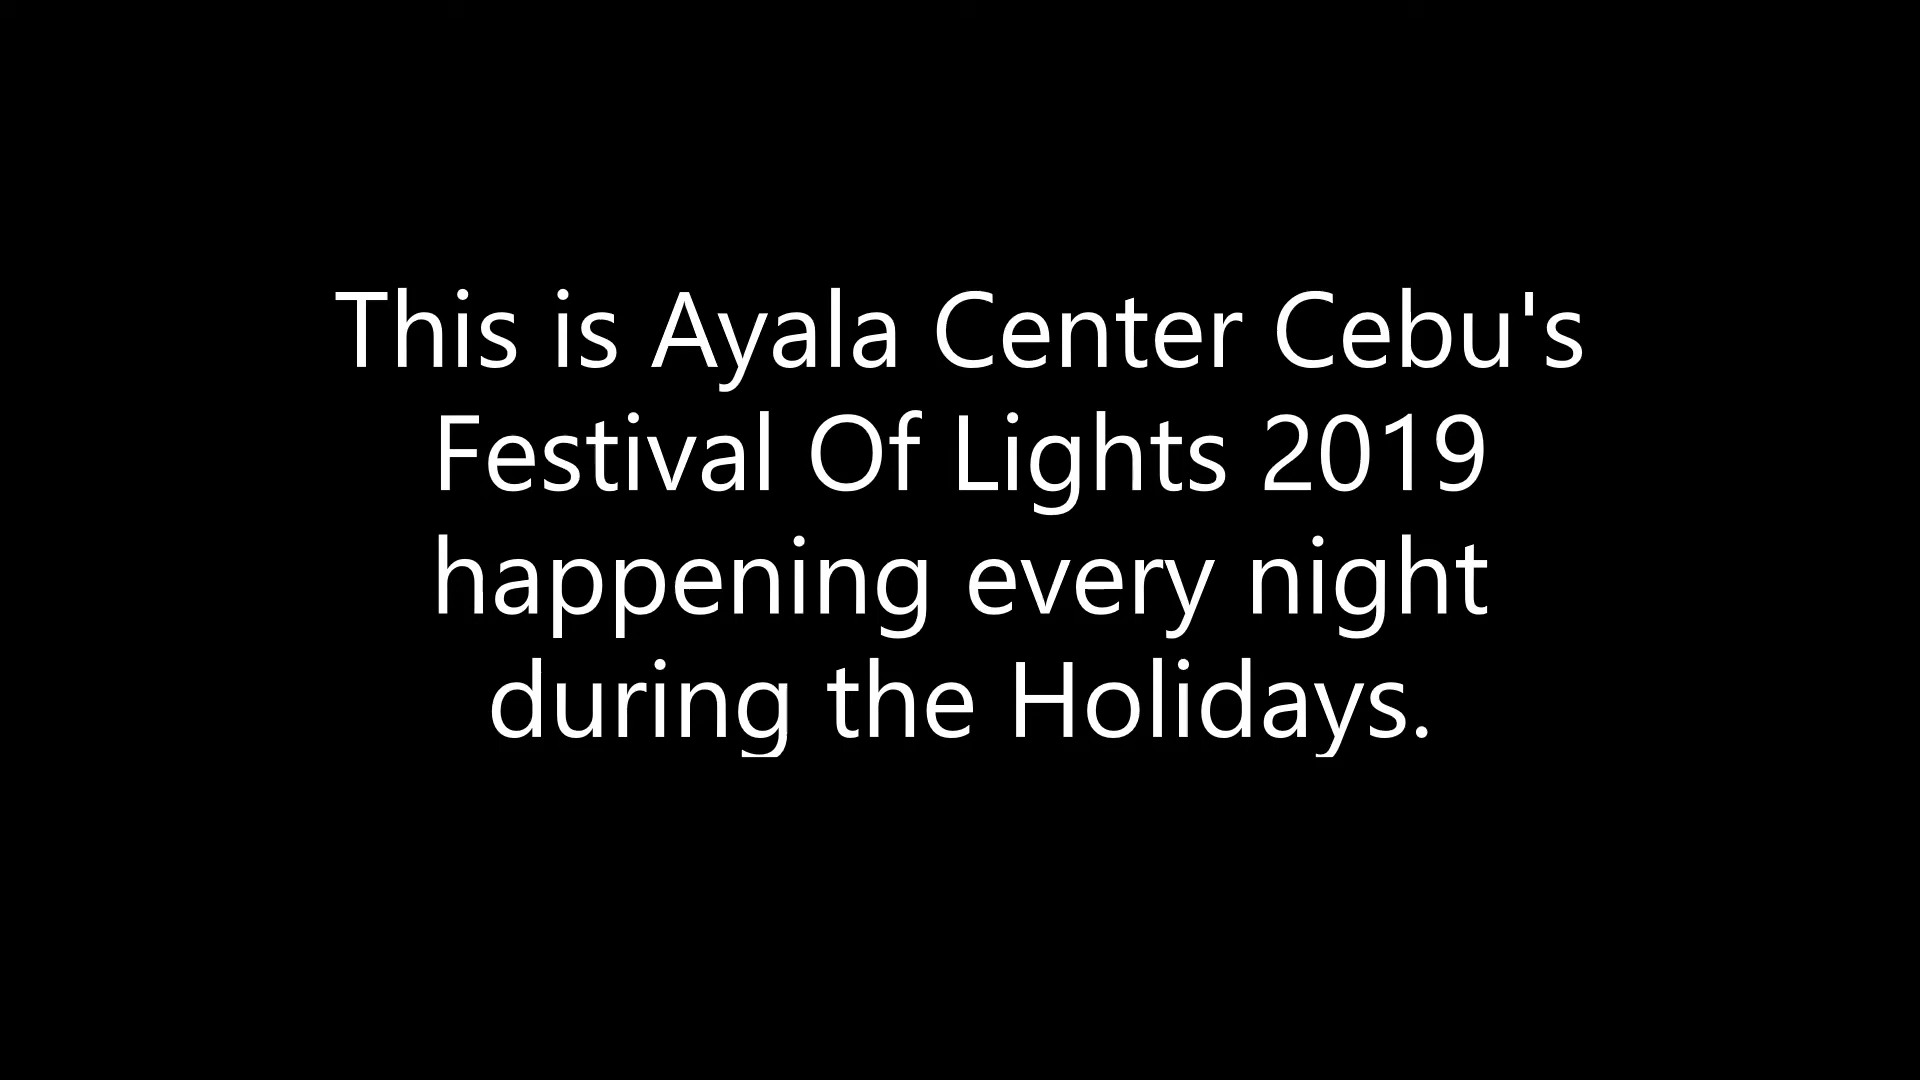 This is Ayala Center Cebu's
Festival Of Lights 2019
happening every night
during the Holidays.